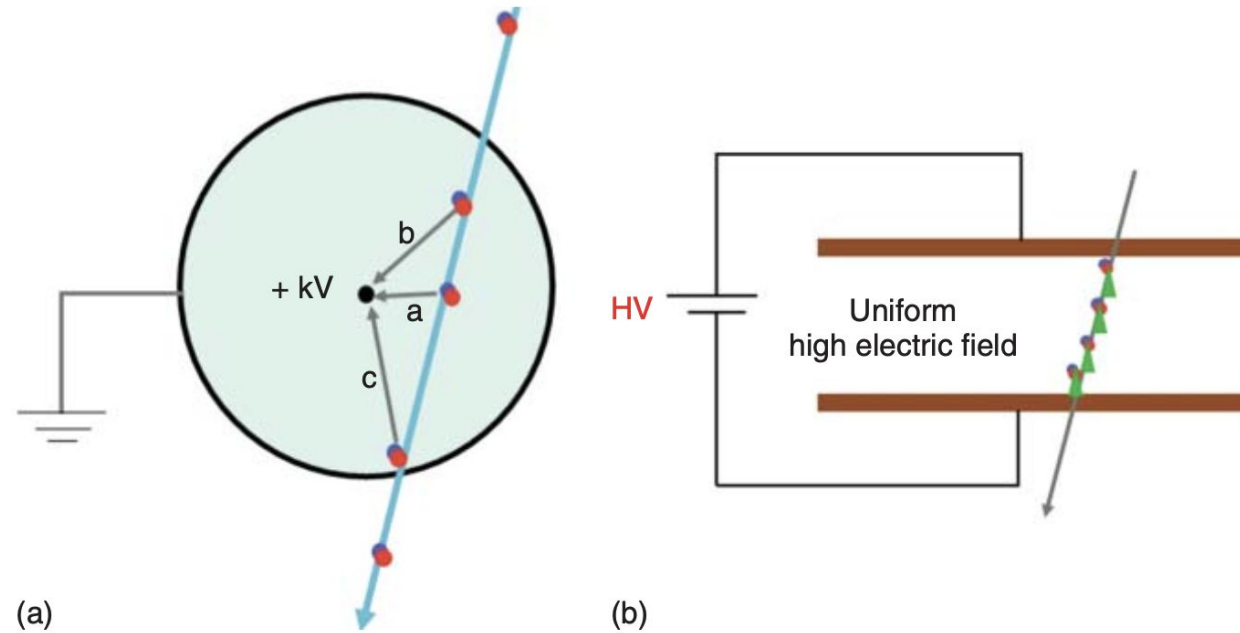 (a)
b
+ kV
a
c
HV
Uniform
high electric field
(b)